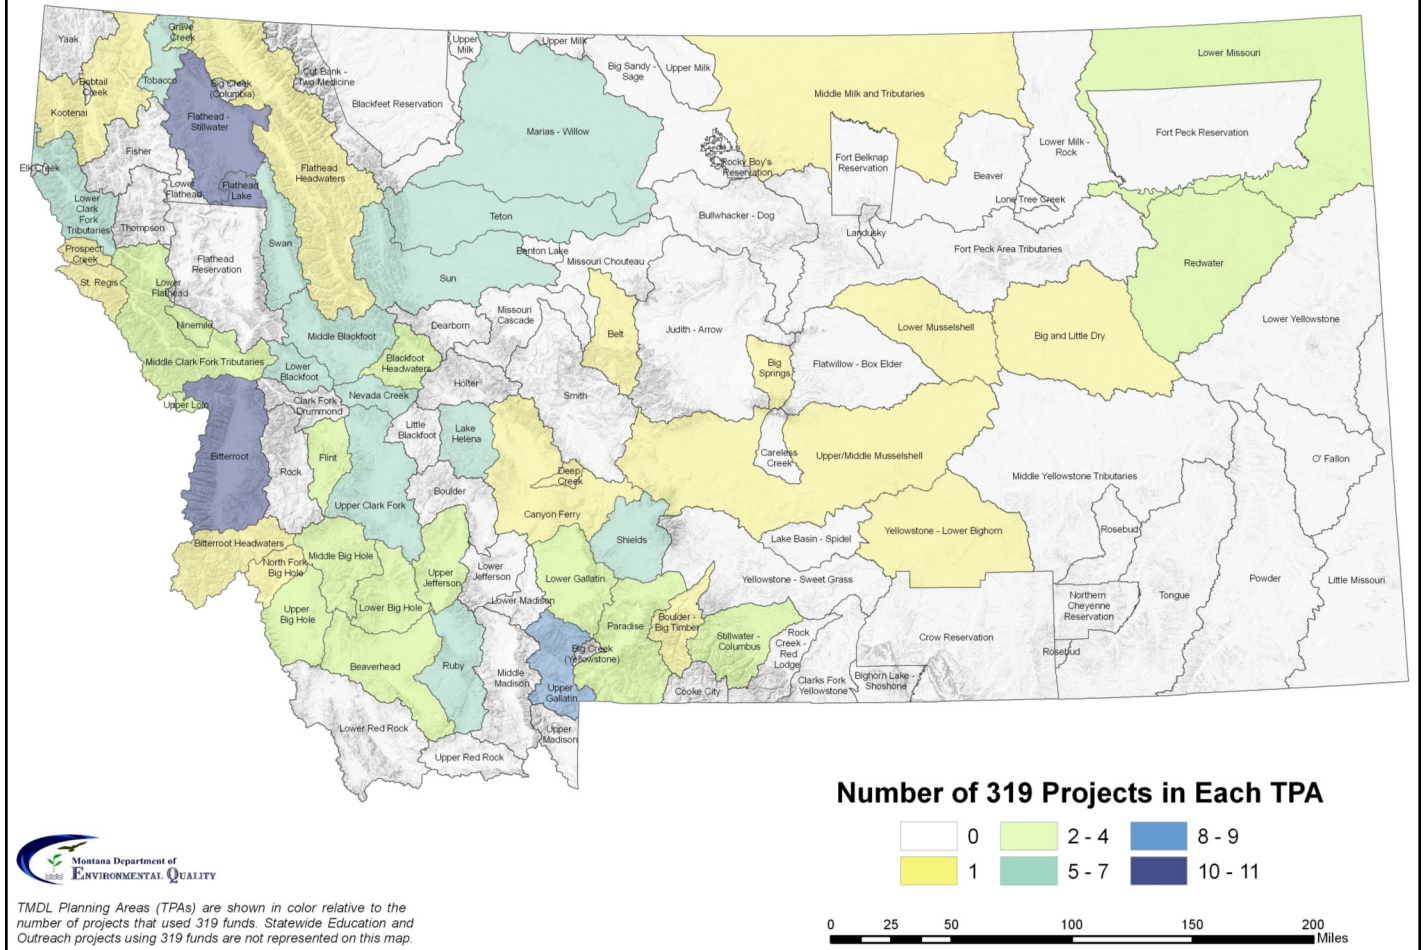 Yaak
Grave
Creek
Upper
Milk
Upper Milk
Lower Missouri
Bobtail
Creek
Tobacco
Big Creek
(Columbia)
Cut Bank -
Two Medicine
Big Sandy -
Sage
Upper Milk
Blackfeet Reservation
Middle Milk and Tributaries
Kootenai
Flathead -
Stillwater
Marias - Willow
Fort Peck Reservation
Fisher
Lower Milk -
Rock
Elk Creek
Flathead
Headwaters
Rocky Boy's
Reservation
Fort Belknap
Reservation
Beaver
Lower
Flathead
Flathead
Lake
Lower
Clark
Fork
Tributaries
Lone Tree Creek
Thompson
Teton
Bullwhacker - Dog
Landusky
Swan
Prospect
Creek
Benton Lake
Missouri Chouteau
Fort Peck Area Tributaries
Flathead
Reservation
Redwater
St. Regis
Lower
Flathead
Sun
Missouri
Cascade
Ninemile
Middle Blackfoot
Dearborn
Belt
Judith - Arrow
Lower Musselshell
Big and Little Dry
Lower Yellowstone
Middle Clark Fork Tributaries
Lower
Blackfoot
Blackfoot
Headwaters
Big
Springs
Flatwillow - Box Elder
Holter
Smith
Nevada Creek
Upper Lolo
Clark Fork -
Drummond
Little
Blackfoot
Lake
Helena
Bitterroot
Rock
Flint
Careless
Creek
Upper/Middle Musselshell
O' Fallon
Deep
Creek
Middle Yellowstone Tributaries
Boulder
Upper Clark Fork
Canyon Ferry
Bitterroot Headwaters
Shields
Lake Basin - Spidel
Yellowstone - Lower Bighorn
Rosebud
Middle Big Hole
North Fork
Big Hole
Upper
Jefferson
Lower
Jefferson
Lower Gallatin
Yellowstone - Sweet Grass
Powder
Little Missouri
Lower Madison
Northern
Cheyenne
Reservation
Tongue
Upper
Big Hole
Lower Big Hole
Paradise
Boulder -
Big Timber
Stillwater -
Columbus
Rock
Creek -
Red
Lodge
Crow Reservation
Big Creek
(Yellowstone)
Rosebud
Beaverhead
Ruby
Middle
Madison
Upper
Gallatin
Cooke City
Clarks Fork
Yellowstone
Bighorn Lake -
Shoshone
Lower Red Rock
Upper
Madison
Upper Red Rock
Number of 319 Projects in Each TPA
0
2 - 4
8 - 9
1
5 - 7
10 - 11
Montana Department of
ENVIRONMENTAL QUALITY
TMDL Planning Areas (TPAs) are shown in color relative to the
number of projects that used 319 funds. Statewide Education and
Outreach projects using 319 funds are not represented on this map.
0 25 50 100 150 200
Miles